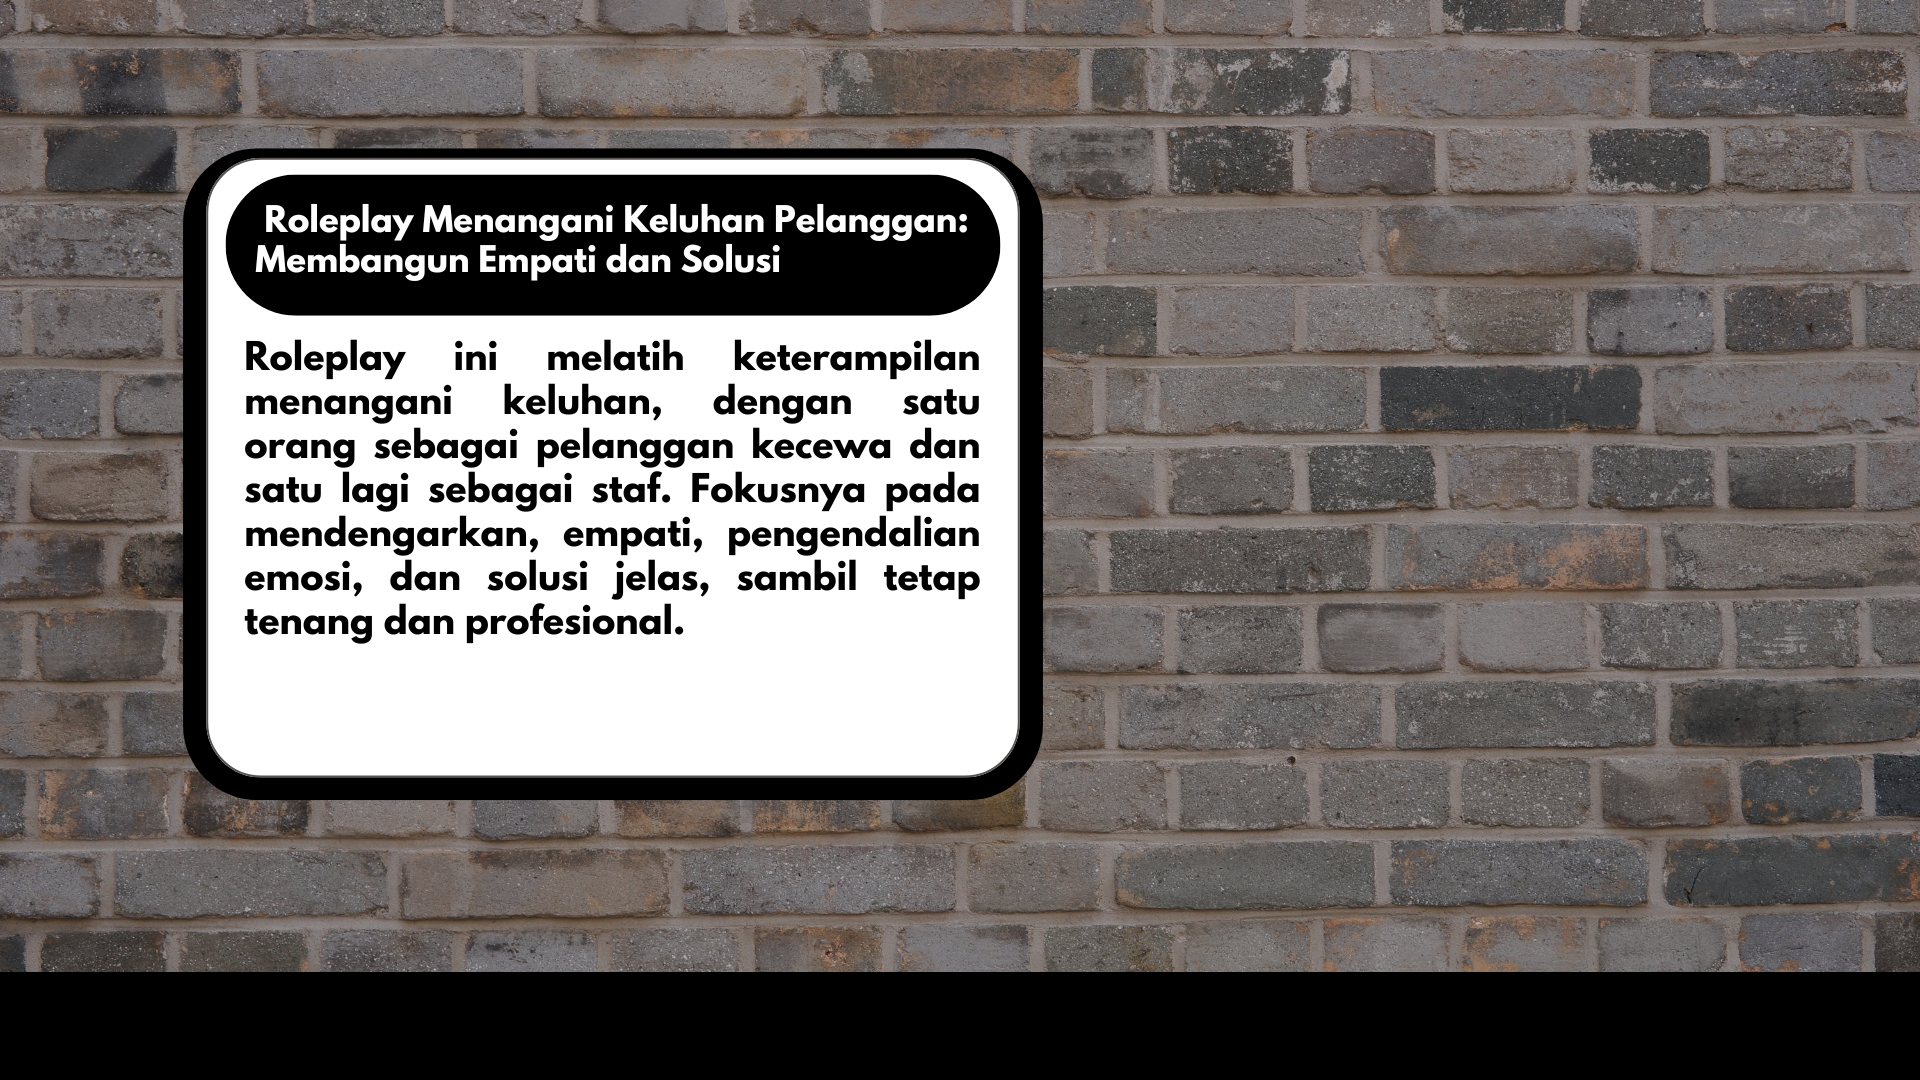 Roleplay Menangani Keluhan Pelanggan:
Membangun Empati dan Solusi
Roleplay ini melatih keterampilan
menangani keluhan, dengan satu
orang sebagai pelanggan kecewa dan
satu lagi sebagai staf. Fokusnya pada
mendengarkan, empati, pengendalian
emosi, dan solusi jelas, sambil tetap
tenang dan profesional.